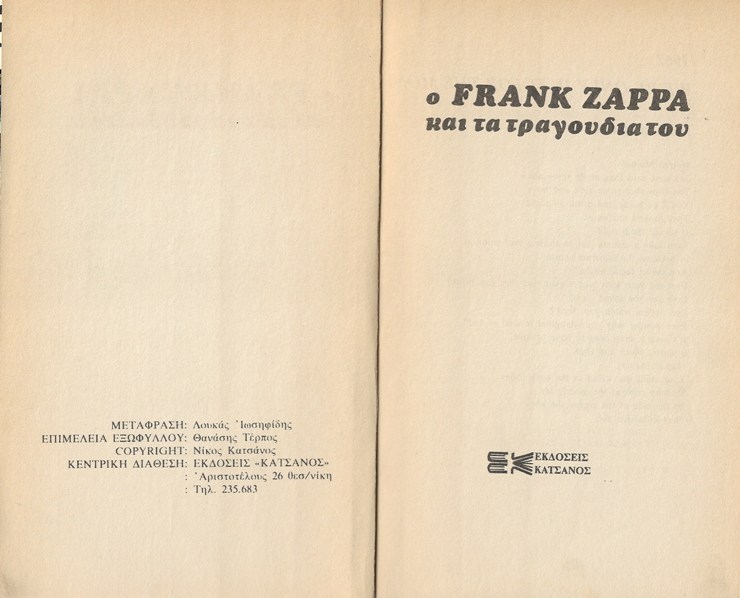 ΜΕΤΑΦΡΑΣΗ: Λουκάς Ἰωσηφίδης
ΕΠΙΜΕΛΕΙΑ ΕΞΩΦΥΛΛΟΥ: Θανάσης Τέρπος
COPYRIGHT: Νίκος Κατσάνος
ΚΕΝΤΡΙΚΗ ΔΙΑΘΕΣΗ: ΕΚΔΟΣΕΙΣ «ΚΑΤΣΑΝΟΣ»
: Ἀριστοτέλους 26 θεσ/νίκη
: Τηλ. 235.683
ο FRANK ZAPPA
και τα τραγουδια του
ΕΚΔΟΣΕΙΣ
ΚΑΤΣΑΝΟΣ